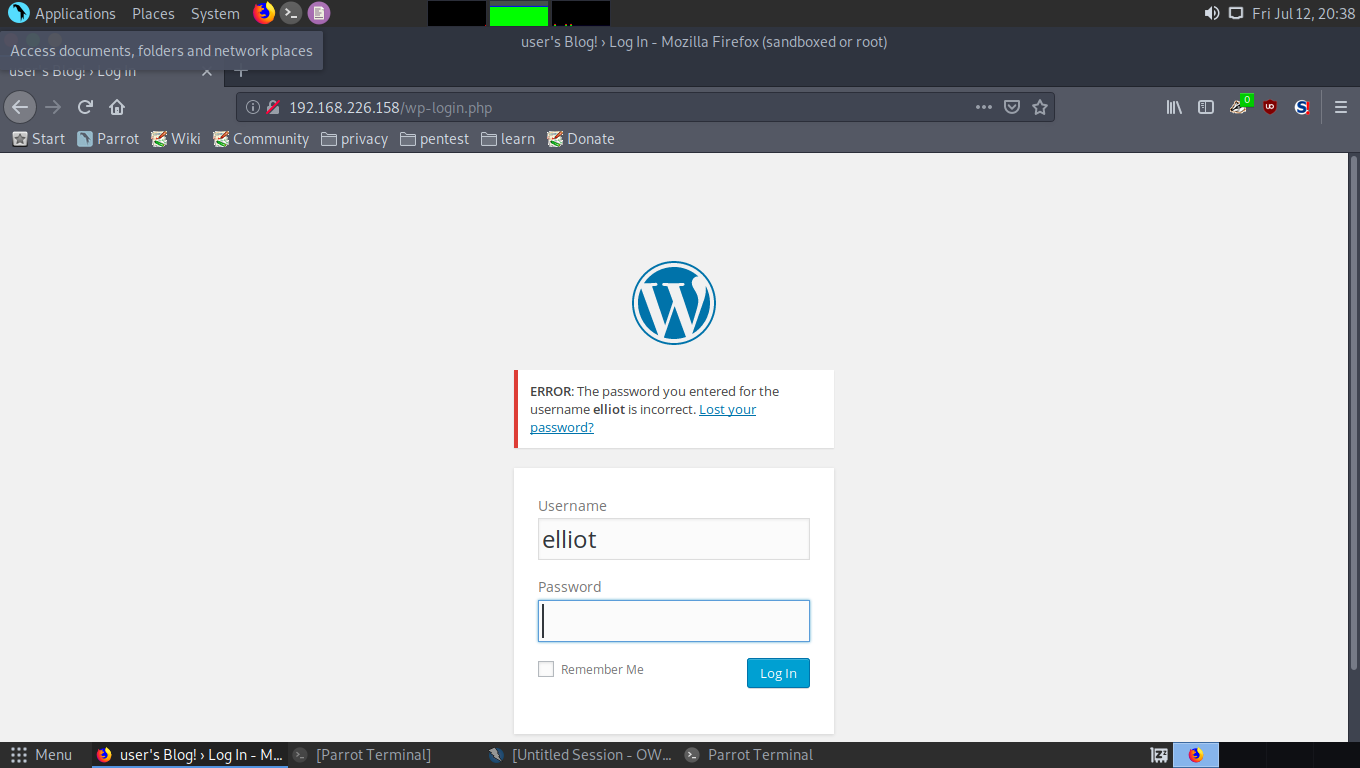 Applications Places System Fri Jul 12, 20:38
user's Blog! › Log In - Mozilla Firefox (sandboxed or root)
Access documents, folders and network places
user's Blog! › Log In
192.168.226.158/wp-login.php 0
Start Parrot Wiki Community privacy pentest learn Donate
ERROR: The password you entered for the
username elliot is incorrect. Lost your
password?
Username
elliot
Password
Remember Me Log In
Menu user's Blog! › Log In - M... [Parrot Terminal] [Untitled Session - OW... Parrot Terminal